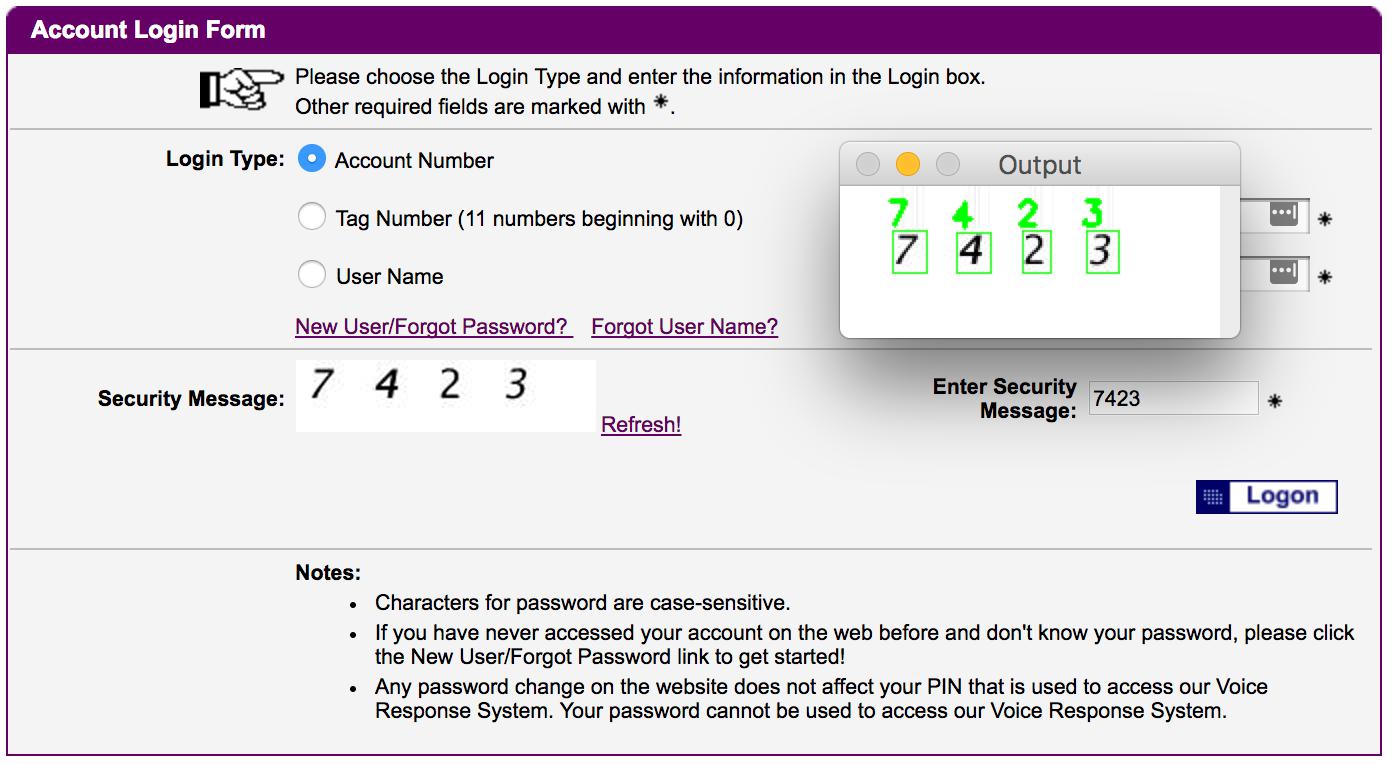 Account Login Form
Please choose the Login Type and enter the information in the Login box.
Other required fields are marked with * .
Login Type:
Account Number
Tag Number (11 numbers beginning with 0)
User Name
New User/Forgot Password?
Forgot User Name?
Output
7 4 2 3
7 4 2 3
*
*
Security Message:
7 4 2 3
Refresh!
Enter Security
Message:
7423
*
Logon
Notes:
• Characters for password are case-sensitive.
• If you have never accessed your account on the web before and don't know your password, please click
the New User/Forgot Password link to get started!
• Any password change on the website does not affect your PIN that is used to access our Voice
Response System. Your password cannot be used to access our Voice Response System.